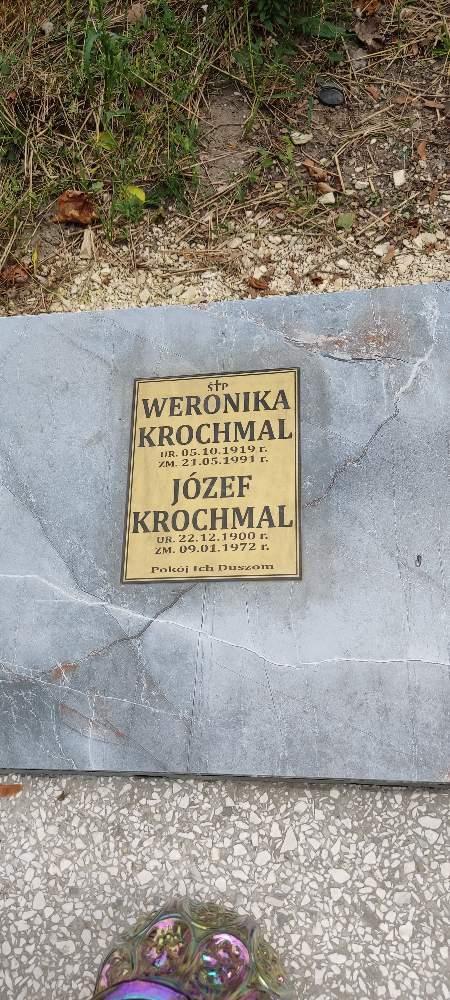 Ś†P
WERONIKA
KROCHMAL
UR. 05.10.1919 r.
ZM. 21.05.1991 r.
JÓZEF
KROCHMAL
UR. 22.12.1900 r.
ZM. 09.01.1972 r.
Pokój Ich Duszom